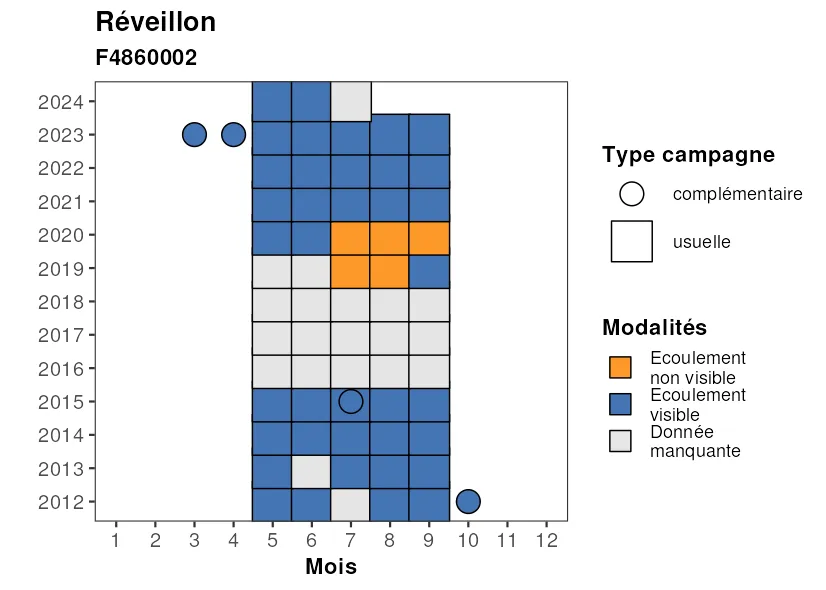 Réveillon
F4860002
2024
2023
2022
2021
2020
2019
2018
2017
2016
2015
2014
2013
2012
1 2 3 4 5 6 7 8 9 10 11 12
Mois
Type campagne
complémentaire
usuelle
Modalités
Ecoulement
non visible
Ecoulement
visible
Donnée
manquante